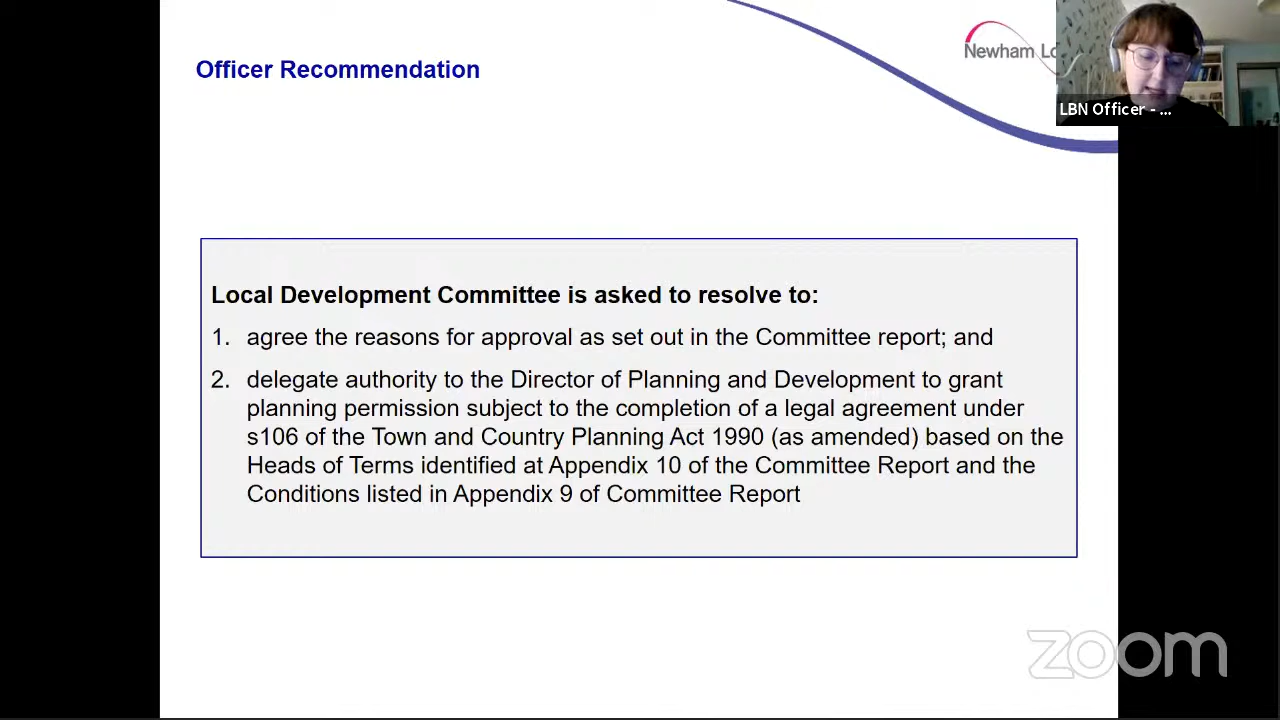 Officer Recommendation
Newham Lo
LBN Officer - ...
Local Development Committee is asked to resolve to:
1. agree the reasons for approval as set out in the Committee report; and
2. delegate authority to the Director of Planning and Development to grant
planning permission subject to the completion of a legal agreement under
s106 of the Town and Country Planning Act 1990 (as amended) based on the
Heads of Terms identified at Appendix 10 of the Committee Report and the
Conditions listed in Appendix 9 of Committee Report
zoom